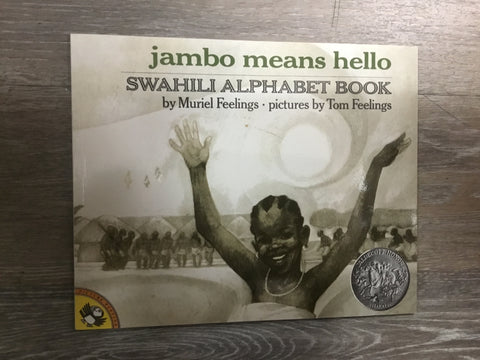 jambo means hello
SWAHILI ALPHABET BOOK
by Muriel Feelings · pictures by Tom Feelings